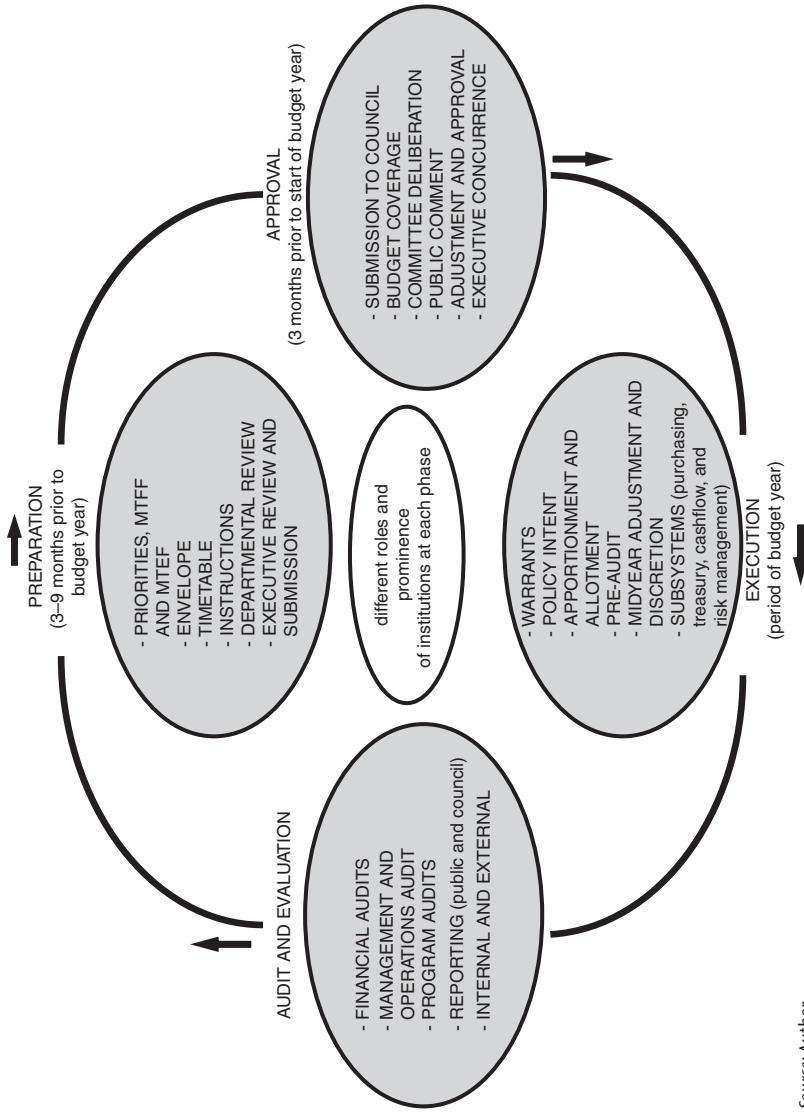 PREPARATION
(3–9 months prior to
budget year)
- PRIORITIES, MTFF
AND MTEF
- ENVELOPE
- TIMETABLE
- INSTRUCTIONS
- DEPARTMENTAL REVIEW
- EXECUTIVE REVIEW AND
SUBMISSION
APPROVAL
(3 months prior to start of budget year)
- SUBMISSION TO COUNCIL
- BUDGET COVERAGE
- COMMITTEE DELIBERATION
- PUBLIC COMMENT
- ADJUSTMENT AND APPROVAL
- EXECUTIVE CONCURRENCE
different roles and
prominence
of institutions at each phase
- WARRANTS
- POLICY INTENT
- APPORTIONMENT AND
ALLOTMENT
- PRE-AUDIT
- MIDYEAR ADJUSTMENT AND
DISCRETION
- SUBSYSTEMS (purchasing,
treasury, cashflow, and
risk management)
EXECUTION
(period of budget year)
AUDIT AND EVALUATION
- FINANCIAL AUDITS
- MANAGEMENT AND
OPERATIONS AUDIT
- PROGRAM AUDITS
- REPORTING (public and council)
- INTERNAL AND EXTERNAL
Source: Author.